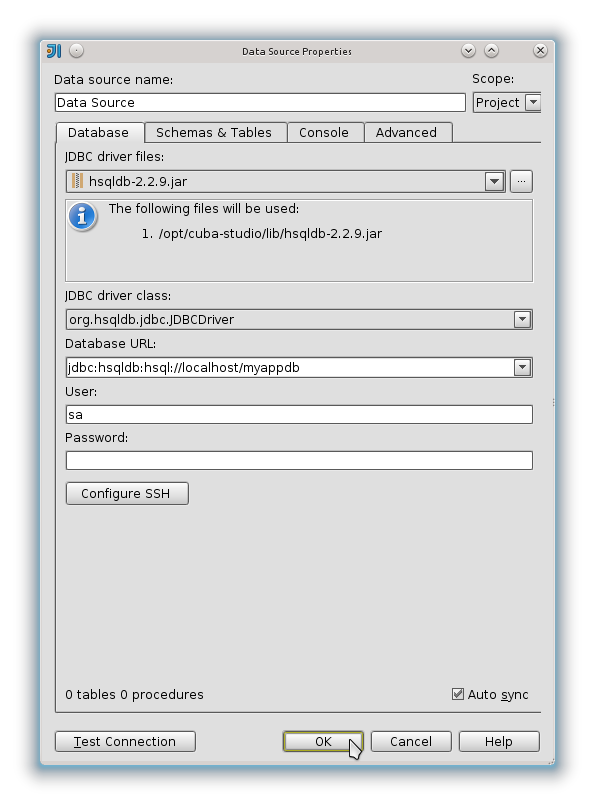 Data Source Properties
Data source name:
Scope:
Data Source
Project
Database
Schemas & Tables
Console
Advanced
JDBC driver files:
hsqldb-2.2.9.jar
...
The following files will be used:
1. /opt/cuba-studio/lib/hsqldb-2.2.9.jar
JDBC driver class:
org.hsqldb.jdbc.JDBCDriver
Database URL:
jdbc:hsqldb:hsql://localhost/myappdb
User:
sa
Password:
Configure SSH
0 tables 0 procedures
Auto sync
Test Connection
OK
Cancel
Help